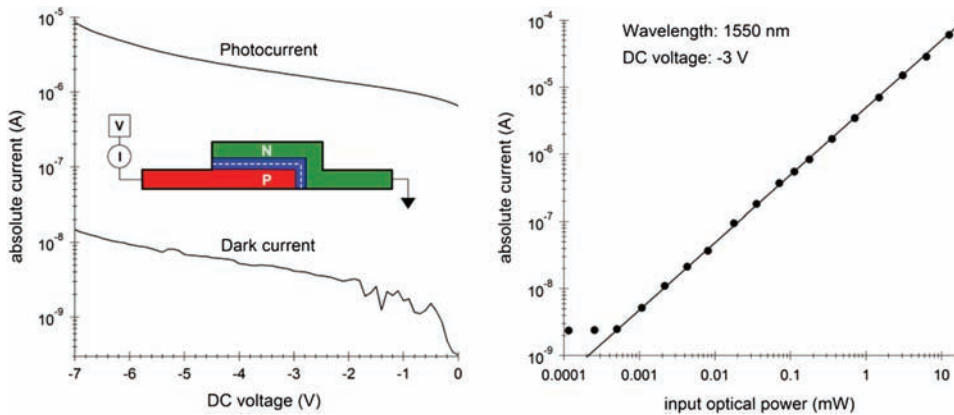 absolute current (A)
10^-5
10^-6
10^-7
10^-8
10^-9
Photocurrent
V
I
N
P
Dark current
-7
-6
-5
-4
-3
-2
-1
0
DC voltage (V)
absolute current (A)
10^-4
10^-5
10^-6
10^-7
10^-8
10^-9
Wavelength: 1550 nm
DC voltage: -3 V
0.0001
0.001
0.01
0.1
1
10
input optical power (mW)